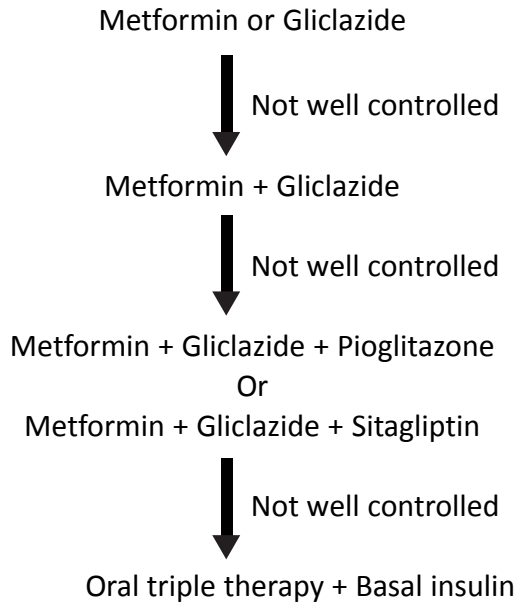 Metformin or Gliclazide
Not well controlled
Metformin + Gliclazide
Not well controlled
Metformin + Gliclazide + Pioglitazone
Or
Metformin + Gliclazide + Sitagliptin
Not well controlled
Oral triple therapy + Basal insulin